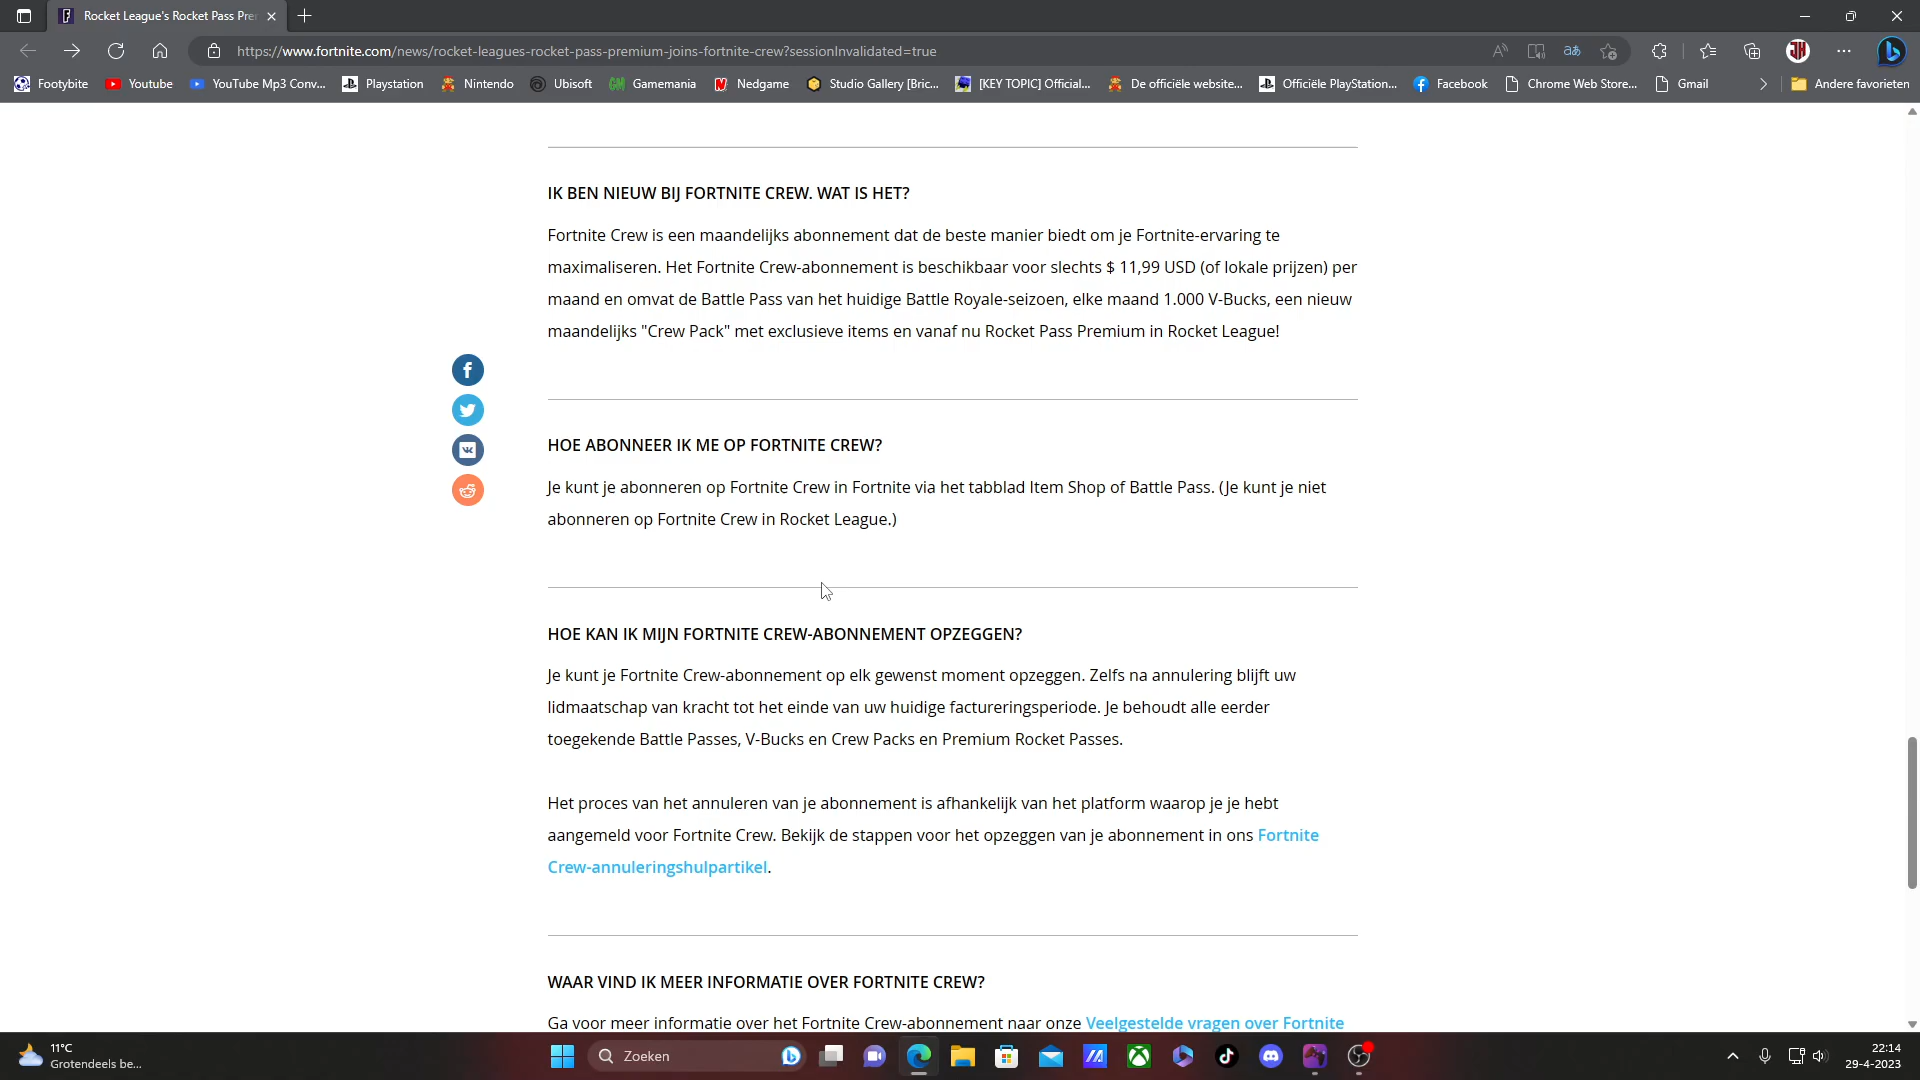 Rocket League's Rocket Pass Pre
https://www.fortnite.com/news/rocket-leagues-rocket-pass-premium-joins-fortnite-crew?sessionInvalidated=true
Footybite Youtube YouTube Mp3 Conv... Playstation Nintendo Ubisoft Gamemania Nedgame Studio Gallery [Bric... [KEY TOPIC] Official... De officiële website... Officiële PlayStation... Facebook Chrome Web Store... Gmail Andere favorieten
IK BEN NIEUW BIJ FORTNITE CREW. WAT IS HET?
Fortnite Crew is een maandelijks abonnement dat de beste manier biedt om je Fortnite-ervaring te
maximaliseren. Het Fortnite Crew-abonnement is beschikbaar voor slechts $ 11,99 USD (of lokale prijzen) per
maand en omvat de Battle Pass van het huidige Battle Royale-seizoen, elke maand 1.000 V-Bucks, een nieuw
maandelijks "Crew Pack" met exclusieve items en vanaf nu Rocket Pass Premium in Rocket League!
HOE ABONNEER IK ME OP FORTNITE CREW?
Je kunt je abonneren op Fortnite Crew in Fortnite via het tabblad Item Shop of Battle Pass. (Je kunt je niet
abonneren op Fortnite Crew in Rocket League.)
HOE KAN IK MIJN FORTNITE CREW-ABONNEMENT OPZEGGEN?
Je kunt je Fortnite Crew-abonnement op elk gewenst moment opzeggen. Zelfs na annulering blijft uw
lidmaatschap van kracht tot het einde van uw huidige factureringsperiode. Je behoudt alle eerder
toegekende Battle Passes, V-Bucks en Crew Packs en Premium Rocket Passes.
Het proces van het annuleren van je abonnement is afhankelijk van het platform waarop je je hebt
aangemeld voor Fortnite Crew. Bekijk de stappen voor het opzeggen van je abonnement in ons Fortnite
Crew-annuleringshulpartikel.
WAAR VIND IK MEER INFORMATIE OVER FORTNITE CREW?
Ga voor meer informatie over het Fortnite Crew-abonnement naar onze Veelgestelde vragen over Fortnite
11°C
Grotendeels be...
Zoeken
22:14
29-4-2023